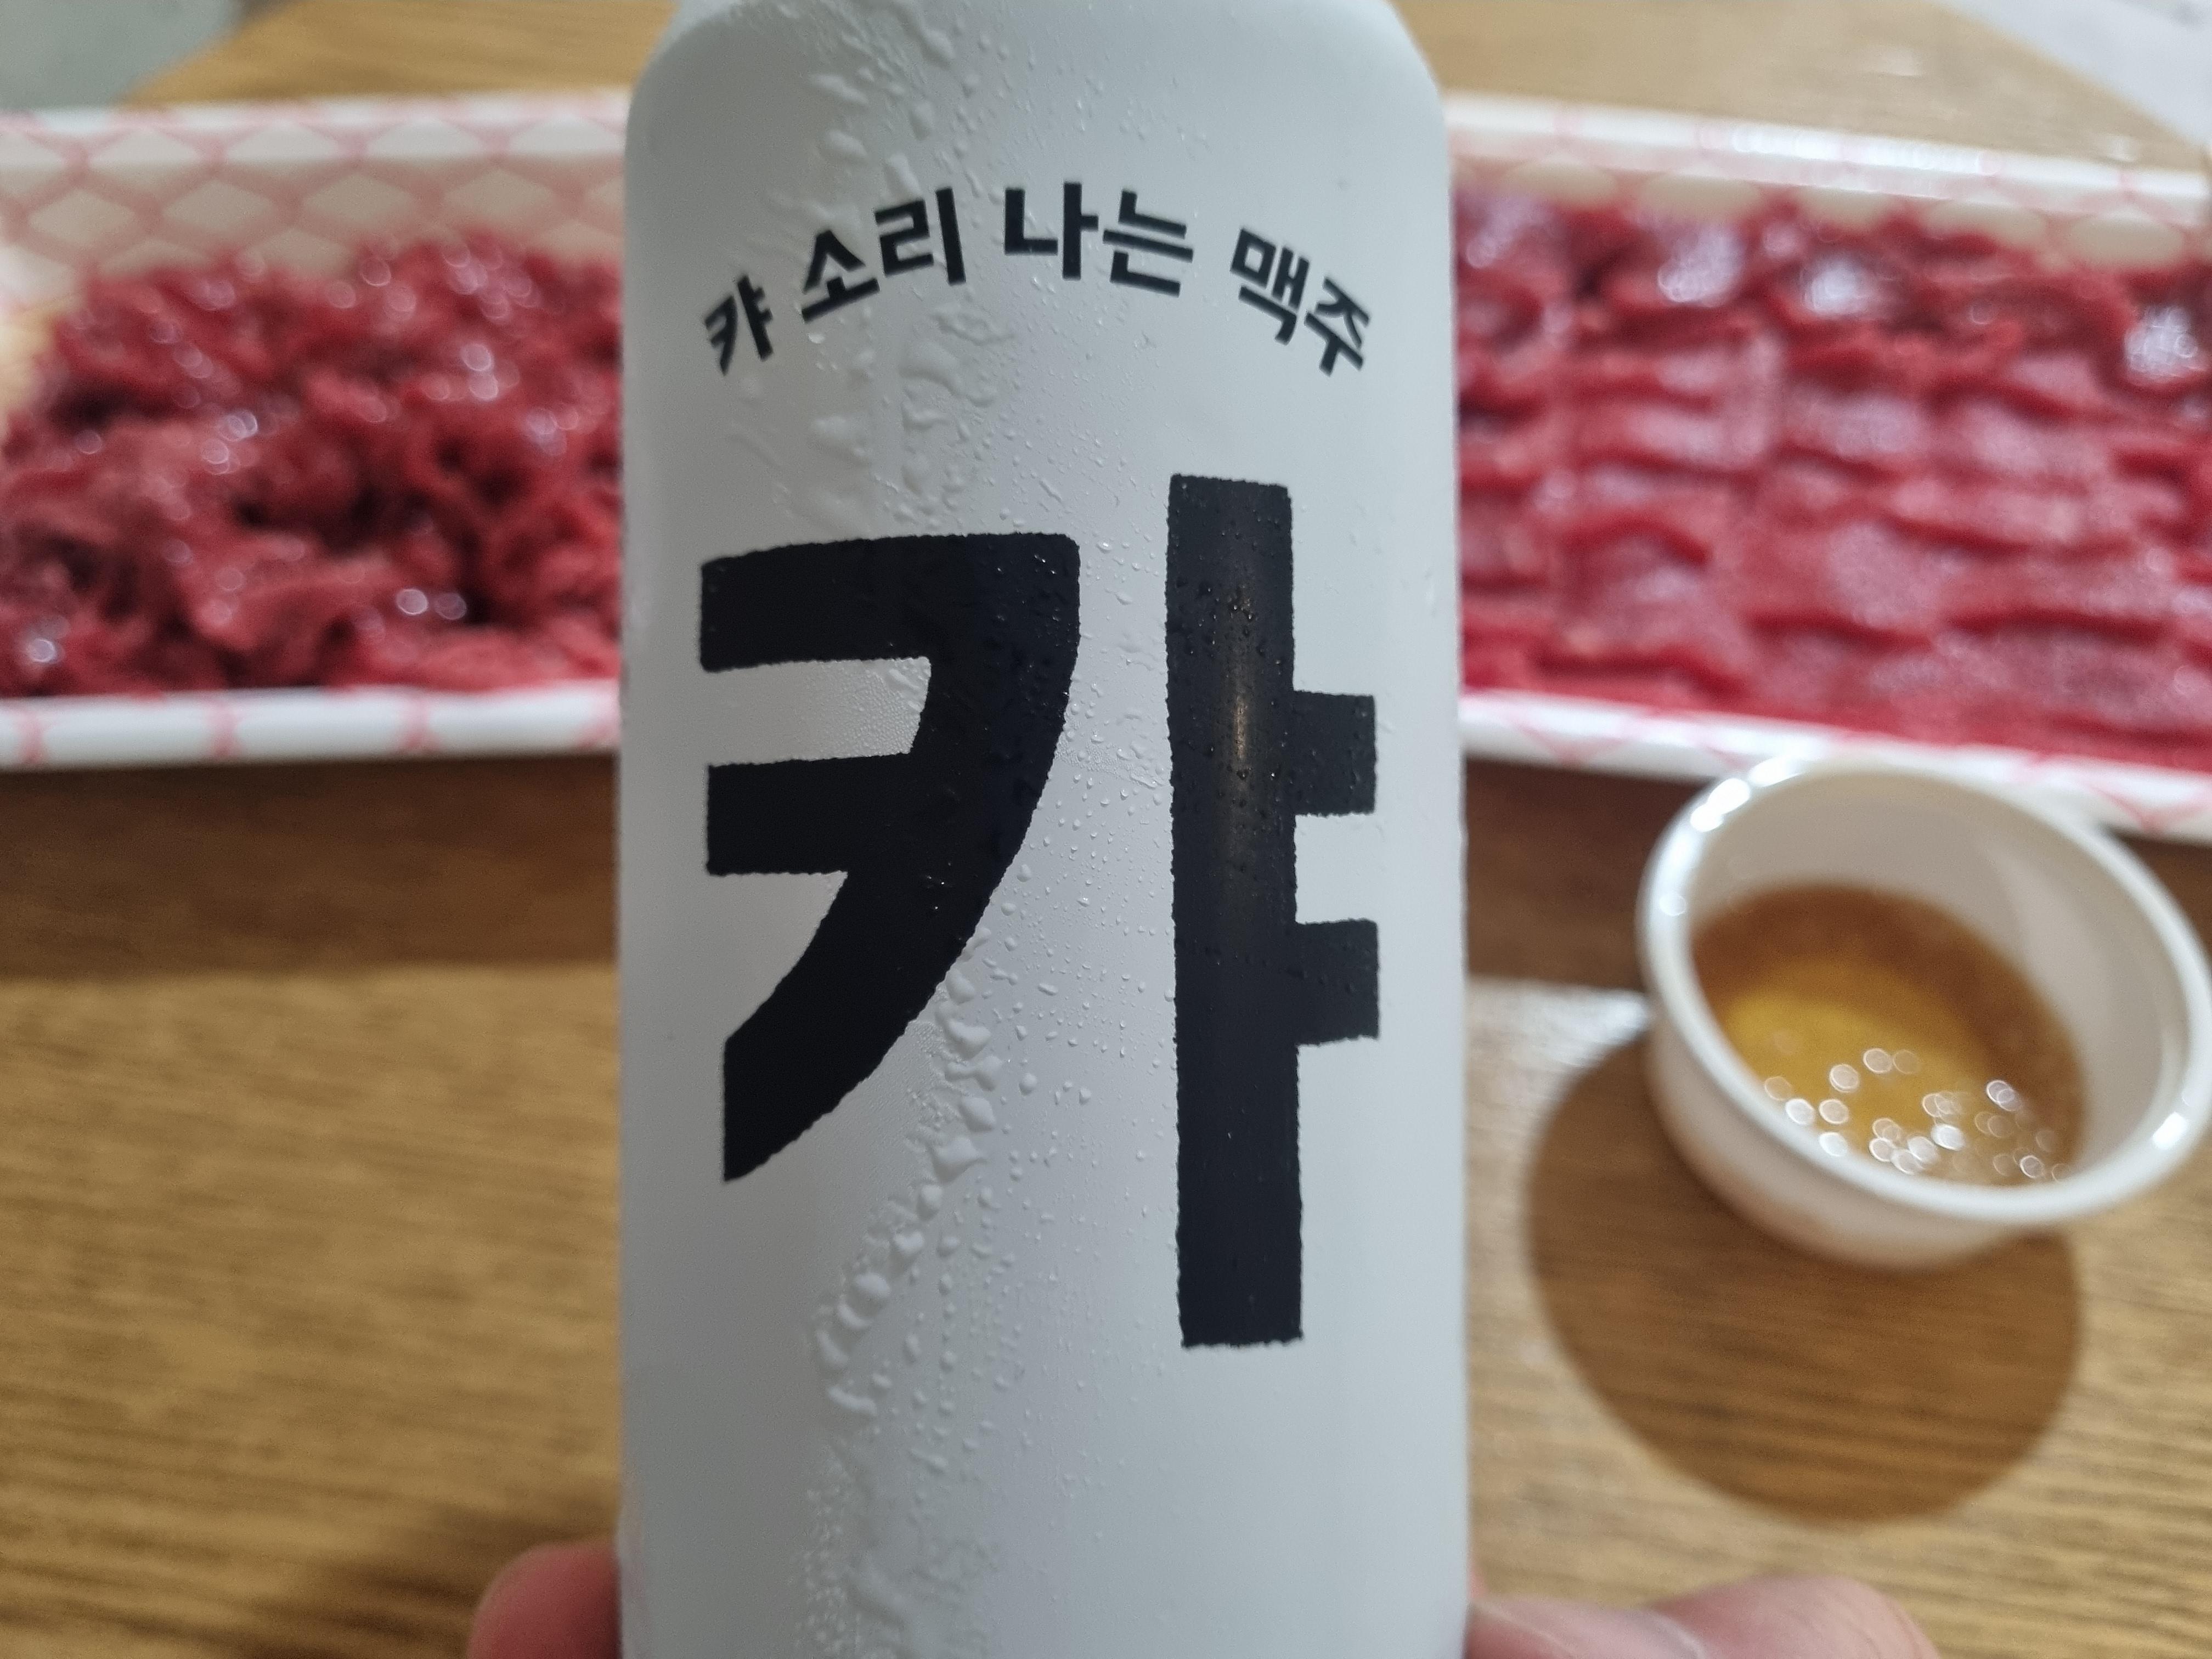 캬 소리 나는 맥주
캬